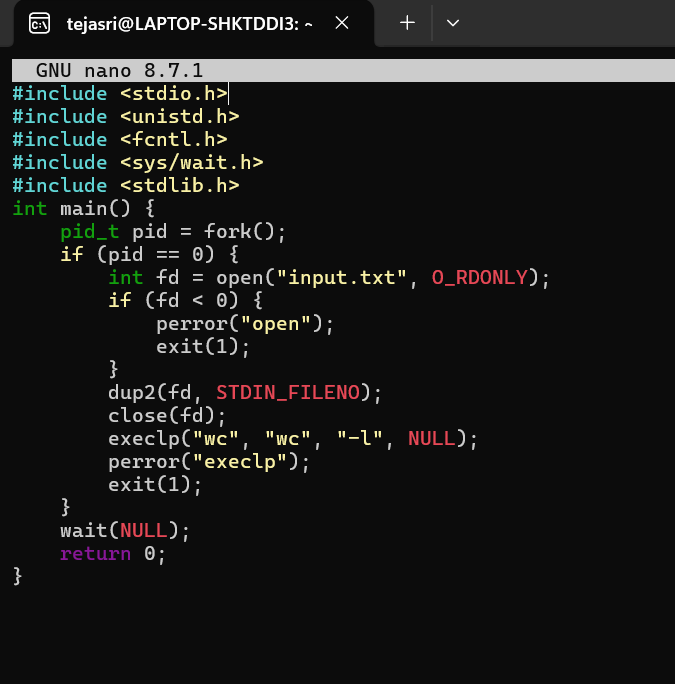 tejasri@LAPTOP-SHKTDDI3: ~
GNU nano 8.7.1
#include <stdio.h>
#include <unistd.h>
#include <fcntl.h>
#include <sys/wait.h>
#include <stdlib.h>
int main() {
    pid_t pid = fork();
    if (pid == 0) {
        int fd = open("input.txt", O_RDONLY);
        if (fd < 0) {
            perror("open");
            exit(1);
        }
        dup2(fd, STDIN_FILENO);
        close(fd);
        execlp("wc", "wc", "-l", NULL);
        perror("execlp");
        exit(1);
    }
    wait(NULL);
    return 0;
}